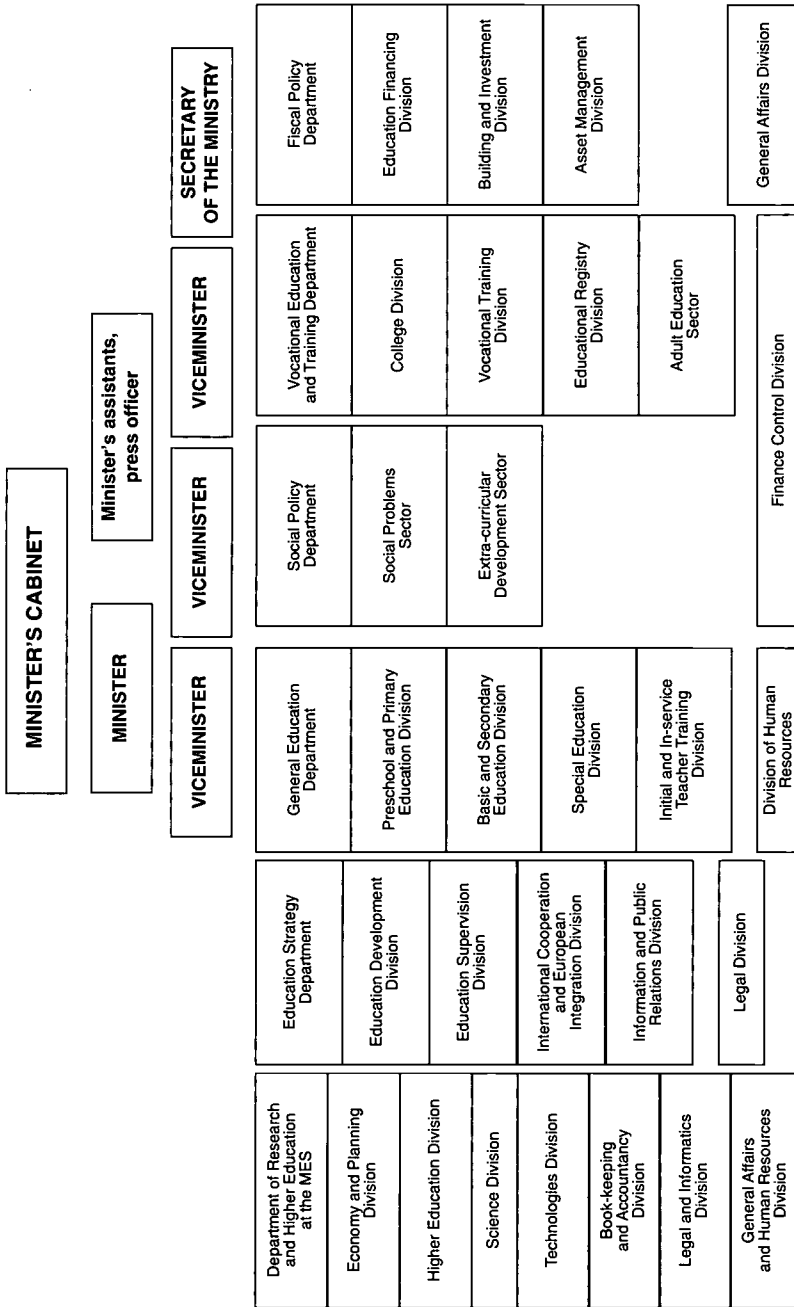 MINISTER'S CABINET
MINISTER
Minister's assistants,
press officer
VICEMINISTER
VICEMINISTER
VICEMINISTER
SECRETARY
OF THE MINISTRY
Department of Research
and Higher Education
at the MES
Economy and Planning
Division
Higher Education Division
Science Division
Technologies Division
Book-keeping
and Accountancy
Division
Legal and Informatics
Division
General Affairs
and Human Resources
Division
Education Strategy
Department
Education Development
Division
Education Supervision
Division
International Cooperation
and European
Integration Division
Information and Public
Relations Division
Legal Division
General Education
Department
Preschool and Primary
Education Division
Basic and Secondary
Education Division
Special Education
Division
Initial and In-service
Teacher Training
Division
Division of Human
Resources
Social Policy
Department
Social Problems
Sector
Extra-curricular
Development Sector
Vocational Education
and Training Department
College Division
Vocational Training
Division
Educational Registry
Division
Adult Education
Sector
Finance Control Division
Fiscal Policy
Department
Education Financing
Division
Building and Investment
Division
Asset Management
Division
General Affairs Division